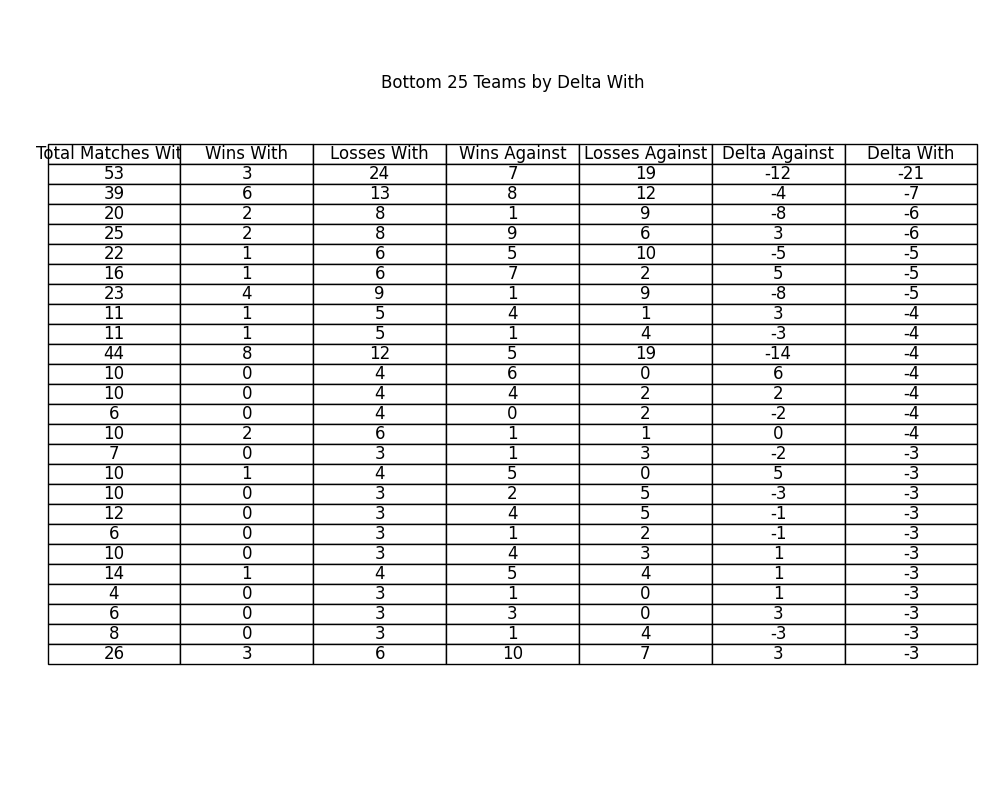 Bottom 25 Teams by Delta With
Total Matches Wit Wins With Losses With Wins Against Losses Against Delta Against Delta With
53 3 24 7 19 -12 -21
39 6 13 8 12 -4 -7
20 2 8 1 9 -8 -6
25 2 8 9 6 3 -6
22 1 6 5 10 -5 -5
16 1 6 7 2 5 -5
23 4 9 1 9 -8 -5
11 1 5 4 1 3 -4
11 1 5 1 4 -3 -4
44 8 12 5 19 -14 -4
10 0 4 6 0 6 -4
10 0 4 4 2 2 -4
6 0 4 0 2 -2 -4
10 2 6 1 1 0 -4
7 0 3 1 3 -2 -3
10 1 4 5 0 5 -3
10 0 3 2 5 -3 -3
12 0 3 4 5 -1 -3
6 0 3 1 2 -1 -3
10 0 3 4 3 1 -3
14 1 4 5 4 1 -3
4 0 3 1 0 1 -3
6 0 3 3 0 3 -3
8 0 3 1 4 -3 -3
26 3 6 10 7 3 -3